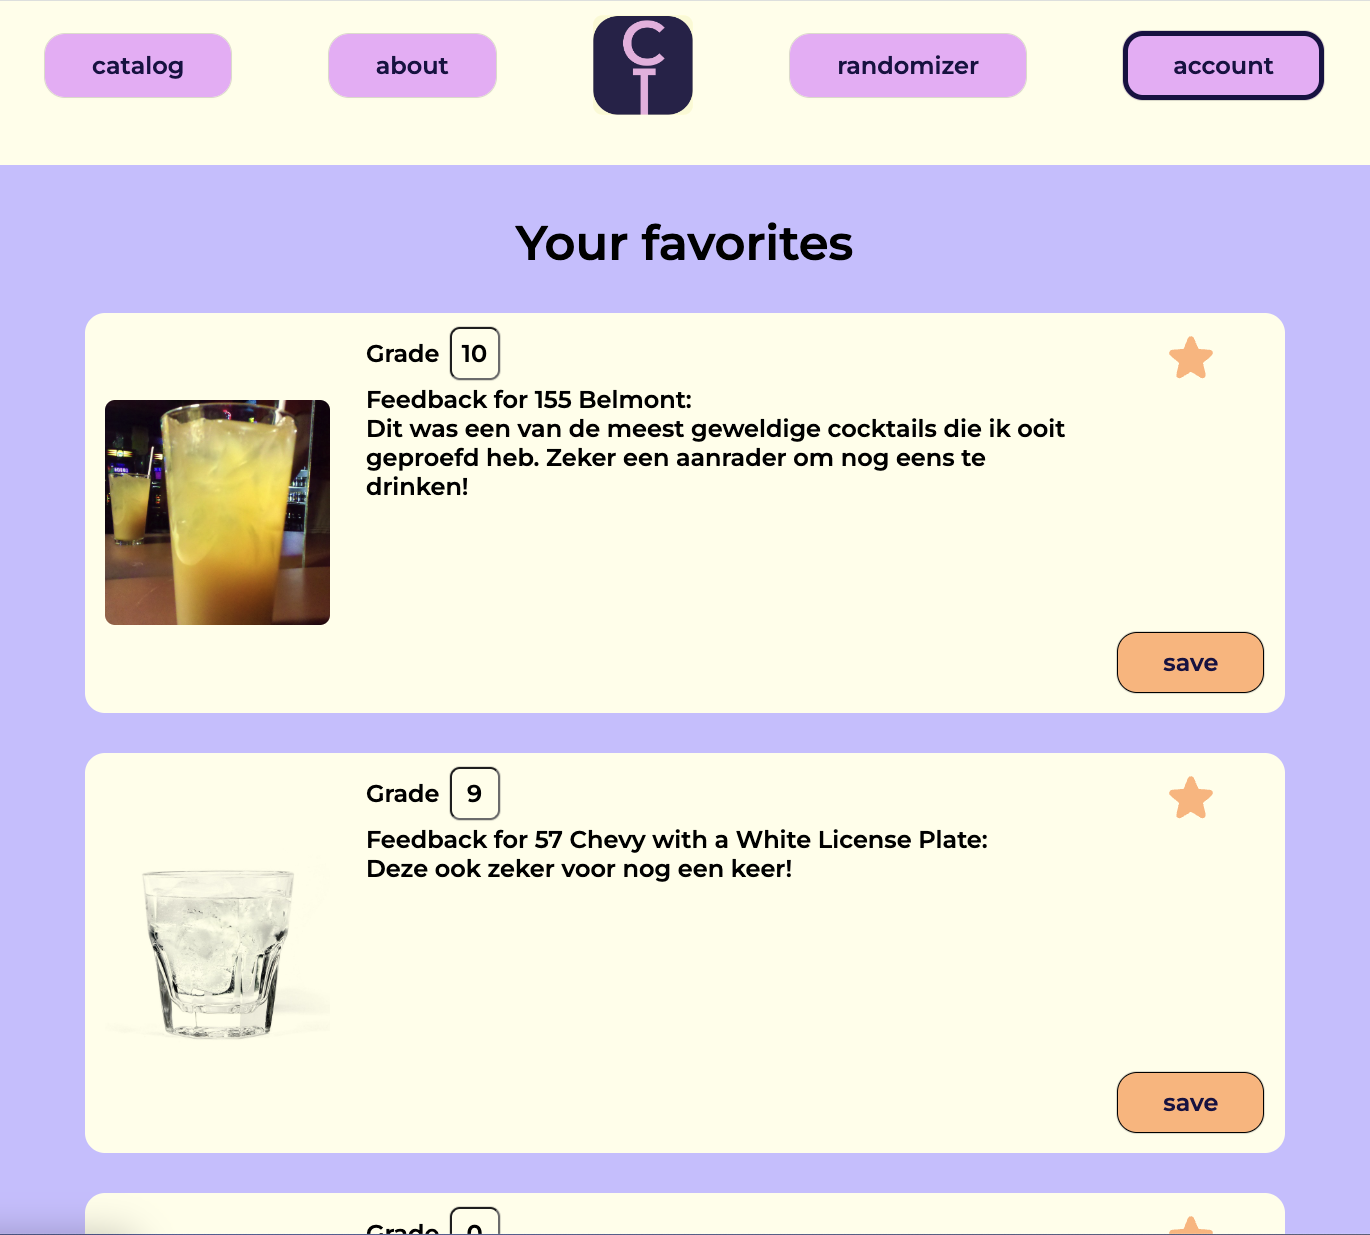 catalog
about
CT
randomizer
account
Your favorites
Grade 10
Feedback for 155 Belmont:
Dit was een van de meest geweldige cocktails die ik ooit
geproefd heb. Zeker een aanrader om nog eens te
drinken!
save
Grade 9
Feedback for 57 Chevy with a White License Plate:
Deze ook zeker voor nog een keer!
save
Grade